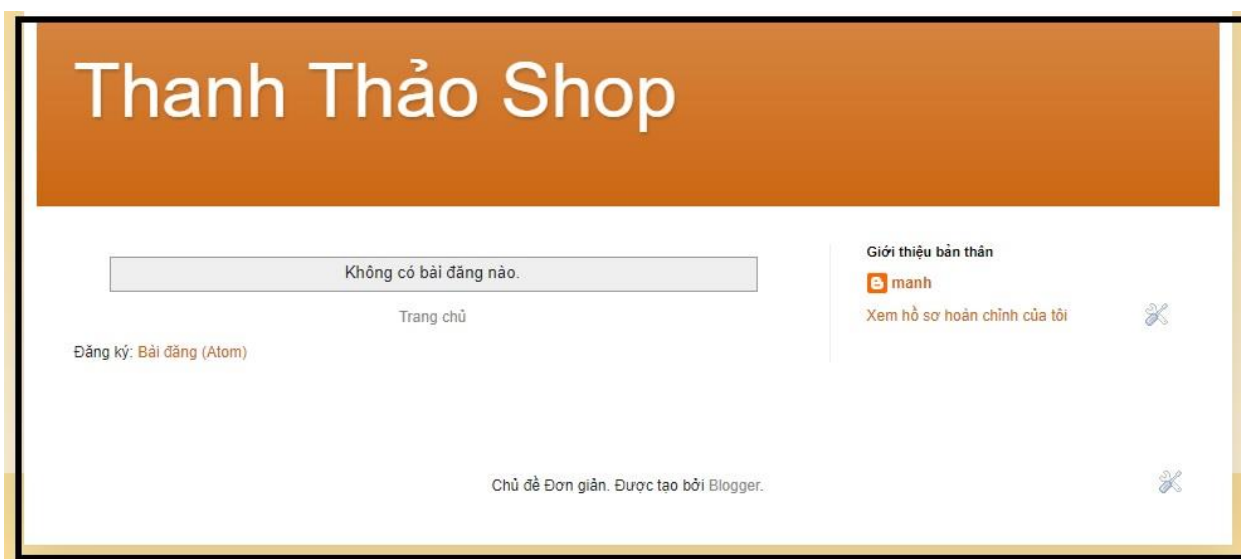 Thanh Thảo Shop
Không có bài đăng nào.
Trang chủ
Đăng ký: Bài đăng (Atom)
Giới thiệu bản thân
manh
Xem hồ sơ hoàn chỉnh của tôi
Chủ đề Đơn giản. Được tạo bởi Blogger.